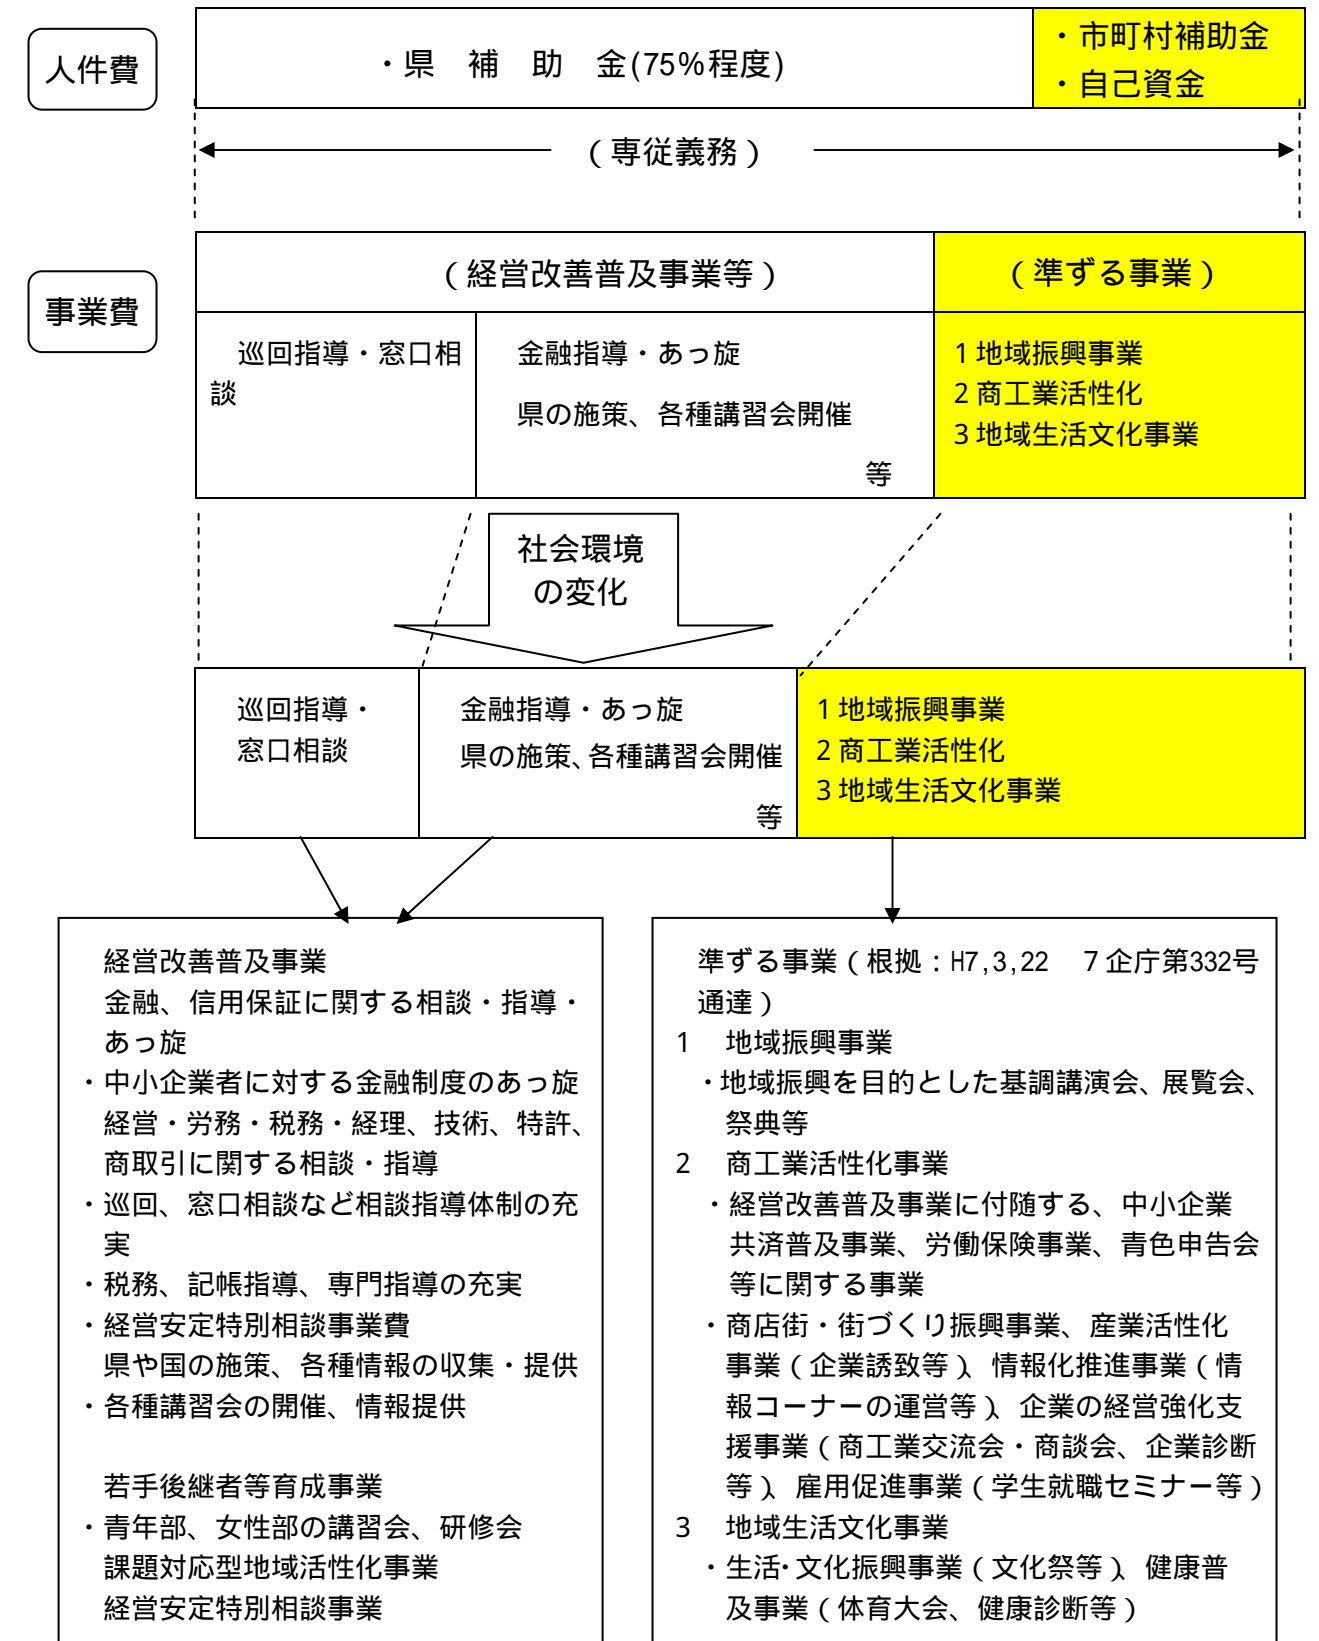 人件費
・県　補　助　金(75%程度)
・市町村補助金
・自己資金
（専従義務）
事業費
（経営改善普及事業等）
（準ずる事業）
巡回指導・窓口相
談
金融指導・あっ旋
県の施策、各種講習会開催
等
1 地域振興事業
2 商工業活性化
3 地域生活文化事業
社会環境
の変化
巡回指導・
窓口相談
金融指導・あっ旋
県の施策、各種講習会開催
等
1 地域振興事業
2 商工業活性化
3 地域生活文化事業
経営改善普及事業
金融、信用保証に関する相談・指導・
あっ旋
・中小企業者に対する金融制度のあっ旋
経営・労務・税務・経理、技術、特許、
商取引に関する相談・指導
・巡回、窓口相談など相談指導体制の充
実
・税務、記帳指導、専門指導の充実
・経営安定特別相談事業費
県や国の施策、各種情報の収集・提供
・各種講習会の開催、情報提供
若手後継者等育成事業
・青年部、女性部の講習会、研修会
課題対応型地域活性化事業
経営安定特別相談事業
準ずる事業（根拠：H7,3,22　７企庁第332号
通達）
1　地域振興事業
・地域振興を目的とした基調講演会、展覧会、
祭典等
2　商工業活性化事業
・経営改善普及事業に付随する、中小企業
共済普及事業、労働保険事業、青色申告会
等に関する事業
・商店街・街づくり振興事業、産業活性化
事業（企業誘致等）、情報化推進事業（情
報コーナーの運営等）、企業の経営強化支
援事業（商工業交流会・商談会、企業診断
等）、雇用促進事業（学生就職セミナー等）
3　地域生活文化事業
・生活・文化振興事業（文化祭等）、健康普
及事業（体育大会、健康診断等）